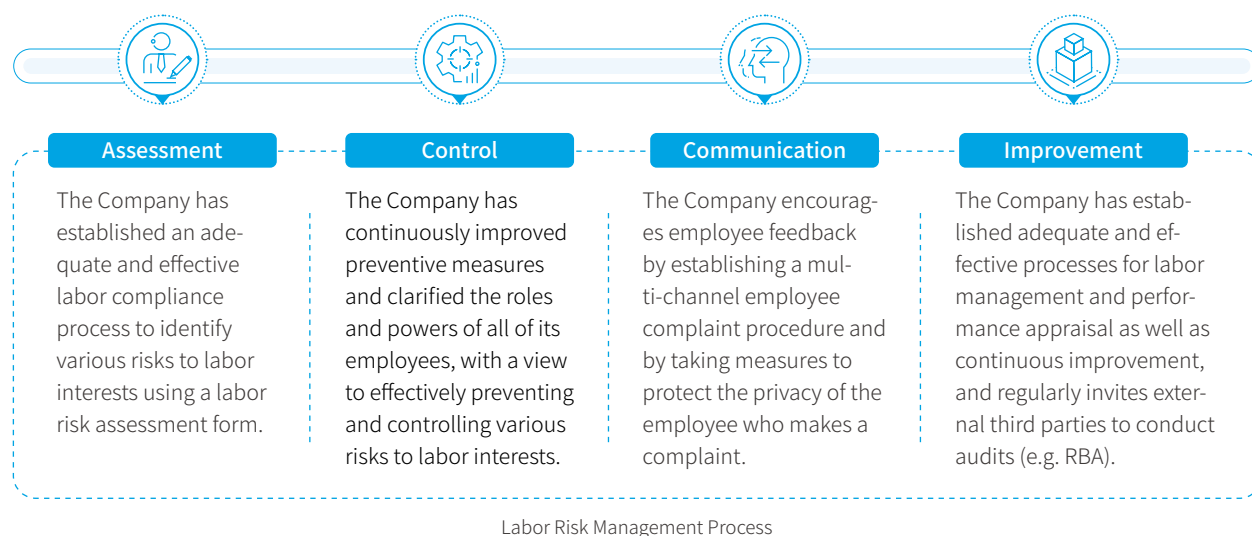 Assessment
The Company has
established an ade-
quate and effective
labor compliance
process to identify
various risks to labor
interests using a labor
risk assessment form.
Control
The Company has
continuously improved
preventive measures
and clarified the roles
and powers of all of its
employees, with a view
to effectively preventing
and controlling various
risks to labor interests.
Communication
The Company encourag-
es employee feedback
by establishing a mul-
ti-channel employee
complaint procedure and
by taking measures to
protect the privacy of the
employee who makes a
complaint.
Improvement
The Company has estab-
lished adequate and ef-
fective processes for labor
management and perfor-
mance appraisal as well as
continuous improvement,
and regularly invites exter-
nal third parties to conduct
audits (e.g. RBA).
Labor Risk Management Process